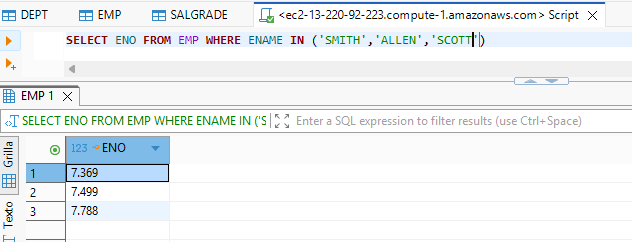 DEPT EMP SALGRADE <ec2-13-220-92-223.compute-1.amazonaws.com> Script
SELECT ENO FROM EMP WHERE ENAME IN ('SMITH','ALLEN','SCOTT')
EMP 1
SELECT ENO FROM EMP WHERE ENAME IN ('S Enter a SQL expression to filter results (use Ctrl+Space)
Grilla
Texto
123 ENO
1 7.369
2 7.499
3 7.788